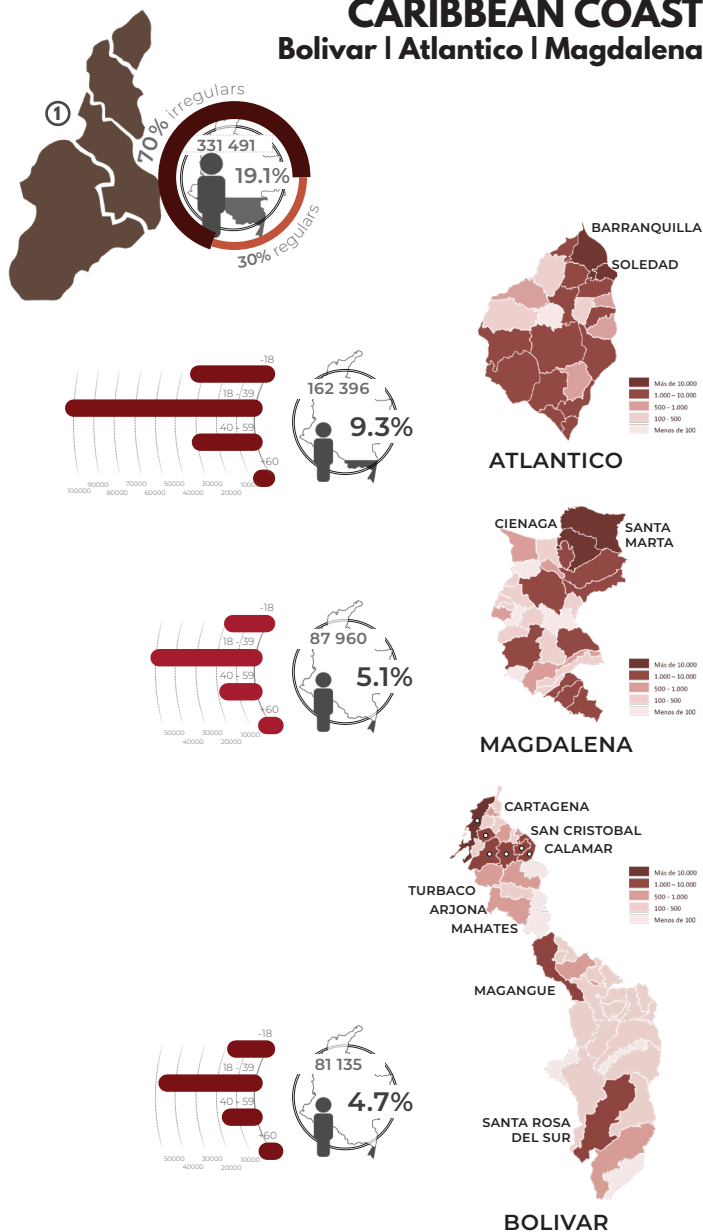 CARIBBEAN COAST
Bolivar | Atlantico | Magdalena
1
70% irregulars
331 491
19.1%
30% regulars
BARRANQUILLA
SOLEDAD
Más de 10.000
1.000 – 10.000
500 – 1.000
100 - 500
Menos de 100
ATLANTICO
-18
18 - 39
40 - 59
+60
100000 90000 80000 70000 60000 50000 40000 30000 20000
162 396
9.3%
CIENAGA
SANTA
MARTA
Más de 10.000
1.000 – 10.000
500 – 1.000
100 - 500
Menos de 100
MAGDALENA
-18
18 - 39
40 - 59
+60
50000 40000 30000 20000 10000
87 960
5.1%
CARTAGENA
SAN CRISTOBAL
CALAMAR
Más de 10.000
1.000 – 10.000
500 – 1.000
100 - 500
Menos de 100
TURBACO
ARJONA
MAHATES
MAGANGUE
SANTA ROSA
DEL SUR
-18
18 - 39
40 - 59
+60
50000 40000 30000 20000 10000
81 135
4.7%
BOLIVAR